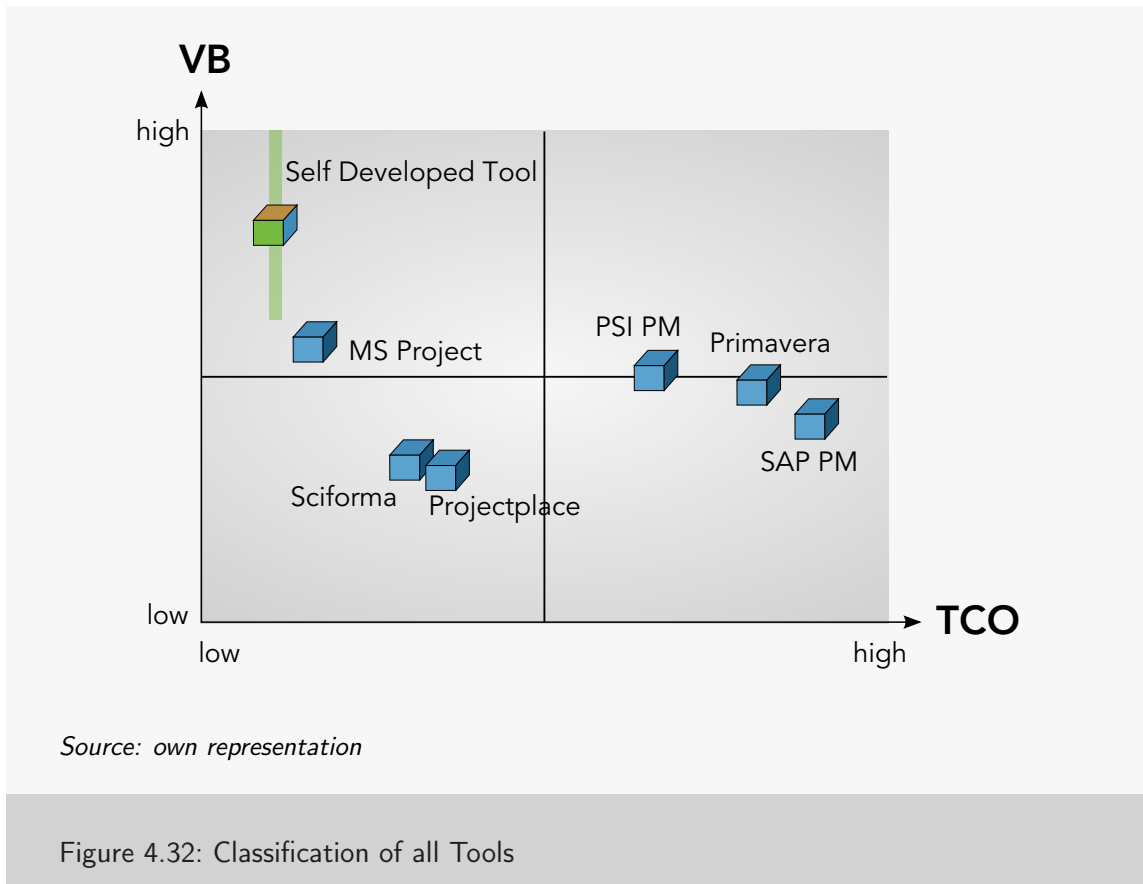 VB
high
Self Developed Tool
PSI PM
Primavera
MS Project
SAP PM
Sciforma
Projectplace
low
TCO
low
high
Source: own representation
Figure 4.32: Classification of all Tools